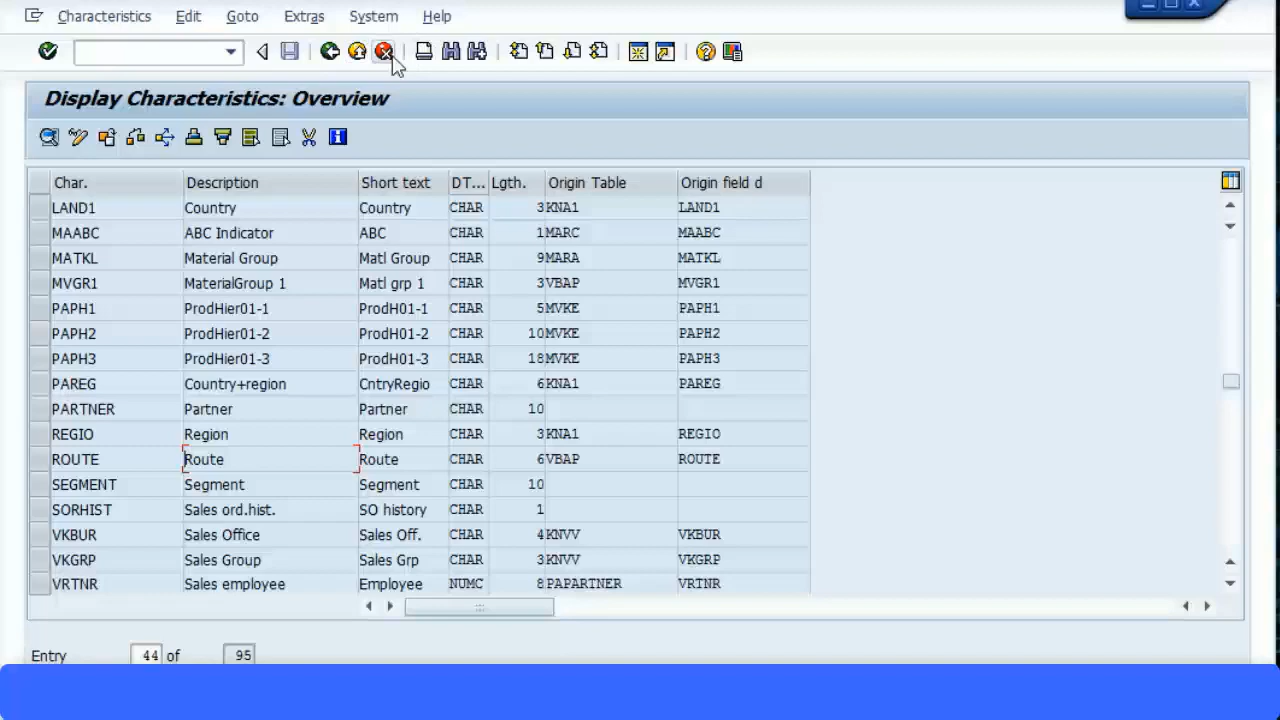 Characteristics Edit Goto Extras System Help
Display Characteristics: Overview
Char. Description Short text DT... Lgth. Origin Table Origin field d
LAND1 Country Country CHAR 3 KNA1 LAND1
MAABC ABC Indicator ABC CHAR 1 MARC MAABC
MATKL Material Group Matl Group CHAR 9 MARA MATKL
MVGR1 MaterialGroup 1 Matl grp 1 CHAR 3 VBAP MVGR1
PAPH1 ProdHier01-1 ProdH01-1 CHAR 5 MVKE PAPH1
PAPH2 ProdHier01-2 ProdH01-2 CHAR 10 MVKE PAPH2
PAPH3 ProdHier01-3 ProdH01-3 CHAR 18 MVKE PAPH3
PAREG Country+region CntryRegio CHAR 6 KNA1 PAREG
PARTNER Partner Partner CHAR 10
REGIO Region Region CHAR 3 KNA1 REGIO
ROUTE Route Route CHAR 6 VBAP ROUTE
SEGMENT Segment Segment CHAR 10
SORHIST Sales ord.hist. SO history CHAR 1
VKBUR Sales Office Sales Off. CHAR 4 KNVV VKBUR
VKGRP Sales Group Sales Grp CHAR 3 KNVV VKGRP
VRTNR Sales employee Employee NUMC 8 PAPARTNER VRTNR
Entry 44 of 95